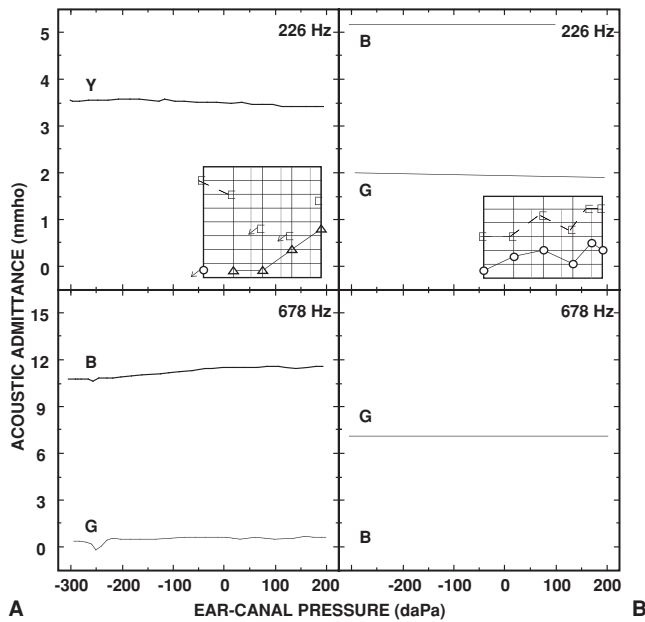 226 Hz
226 Hz
5
B
Y
4
3
2
G
1
0
ACOUSTIC ADMITTANCE (mmho)
678 Hz
678 Hz
15
B
12
G
9
6
3
G
B
0
-300 -200 -100 0 100 200
-200 -100 0 100 200
A
EAR-CANAL PRESSURE (daPa)
B